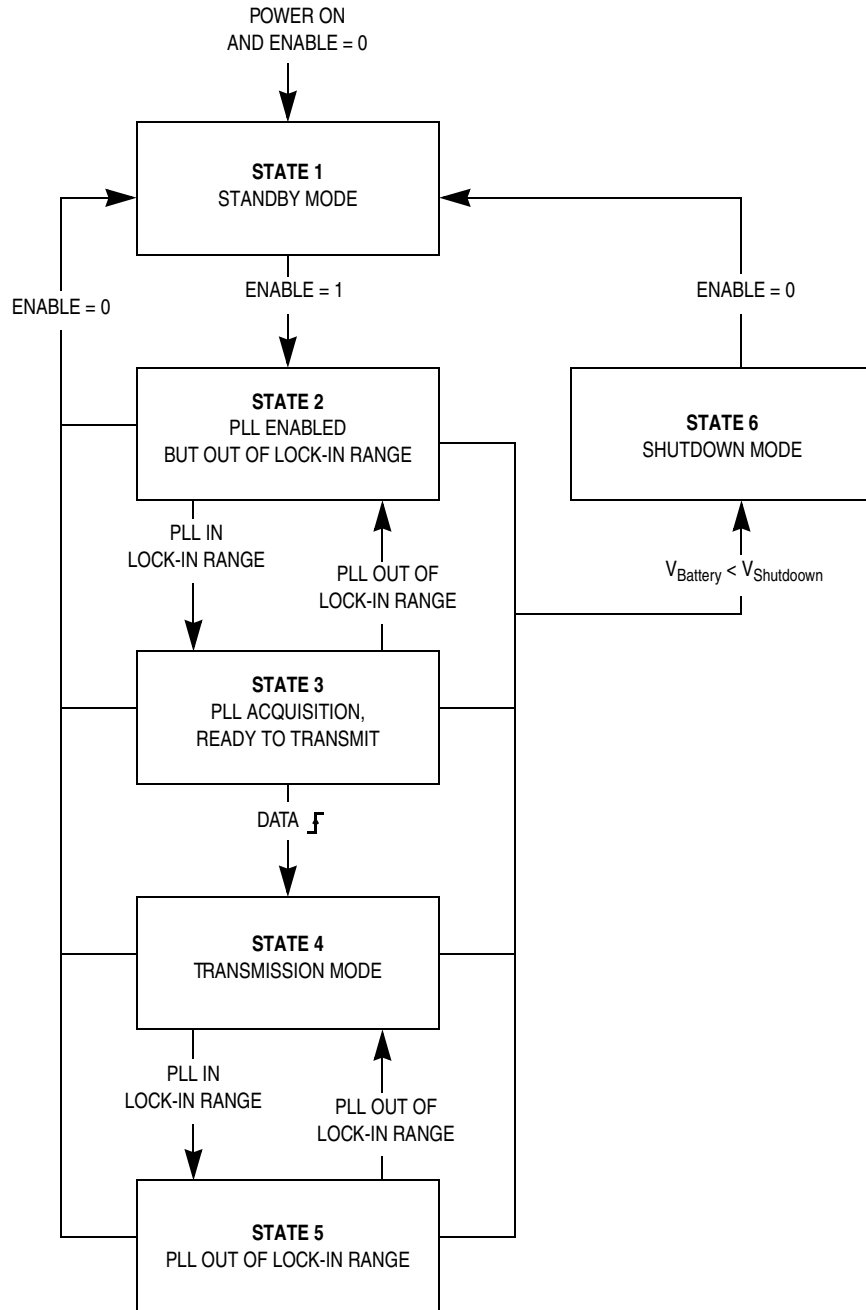 POWER ON
AND ENABLE = 0
STATE 1
STANDBY MODE
ENABLE = 0
ENABLE = 1
ENABLE = 0
STATE 2
PLL ENABLED
BUT OUT OF LOCK-IN RANGE
STATE 6
SHUTDOWN MODE
PLL IN
LOCK-IN RANGE
PLL OUT OF
LOCK-IN RANGE
VBattery < VShutdoown
STATE 3
PLL ACQUISITION,
READY TO TRANSMIT
DATA
STATE 4
TRANSMISSION MODE
PLL IN
LOCK-IN RANGE
PLL OUT OF
LOCK-IN RANGE
STATE 5
PLL OUT OF LOCK-IN RANGE